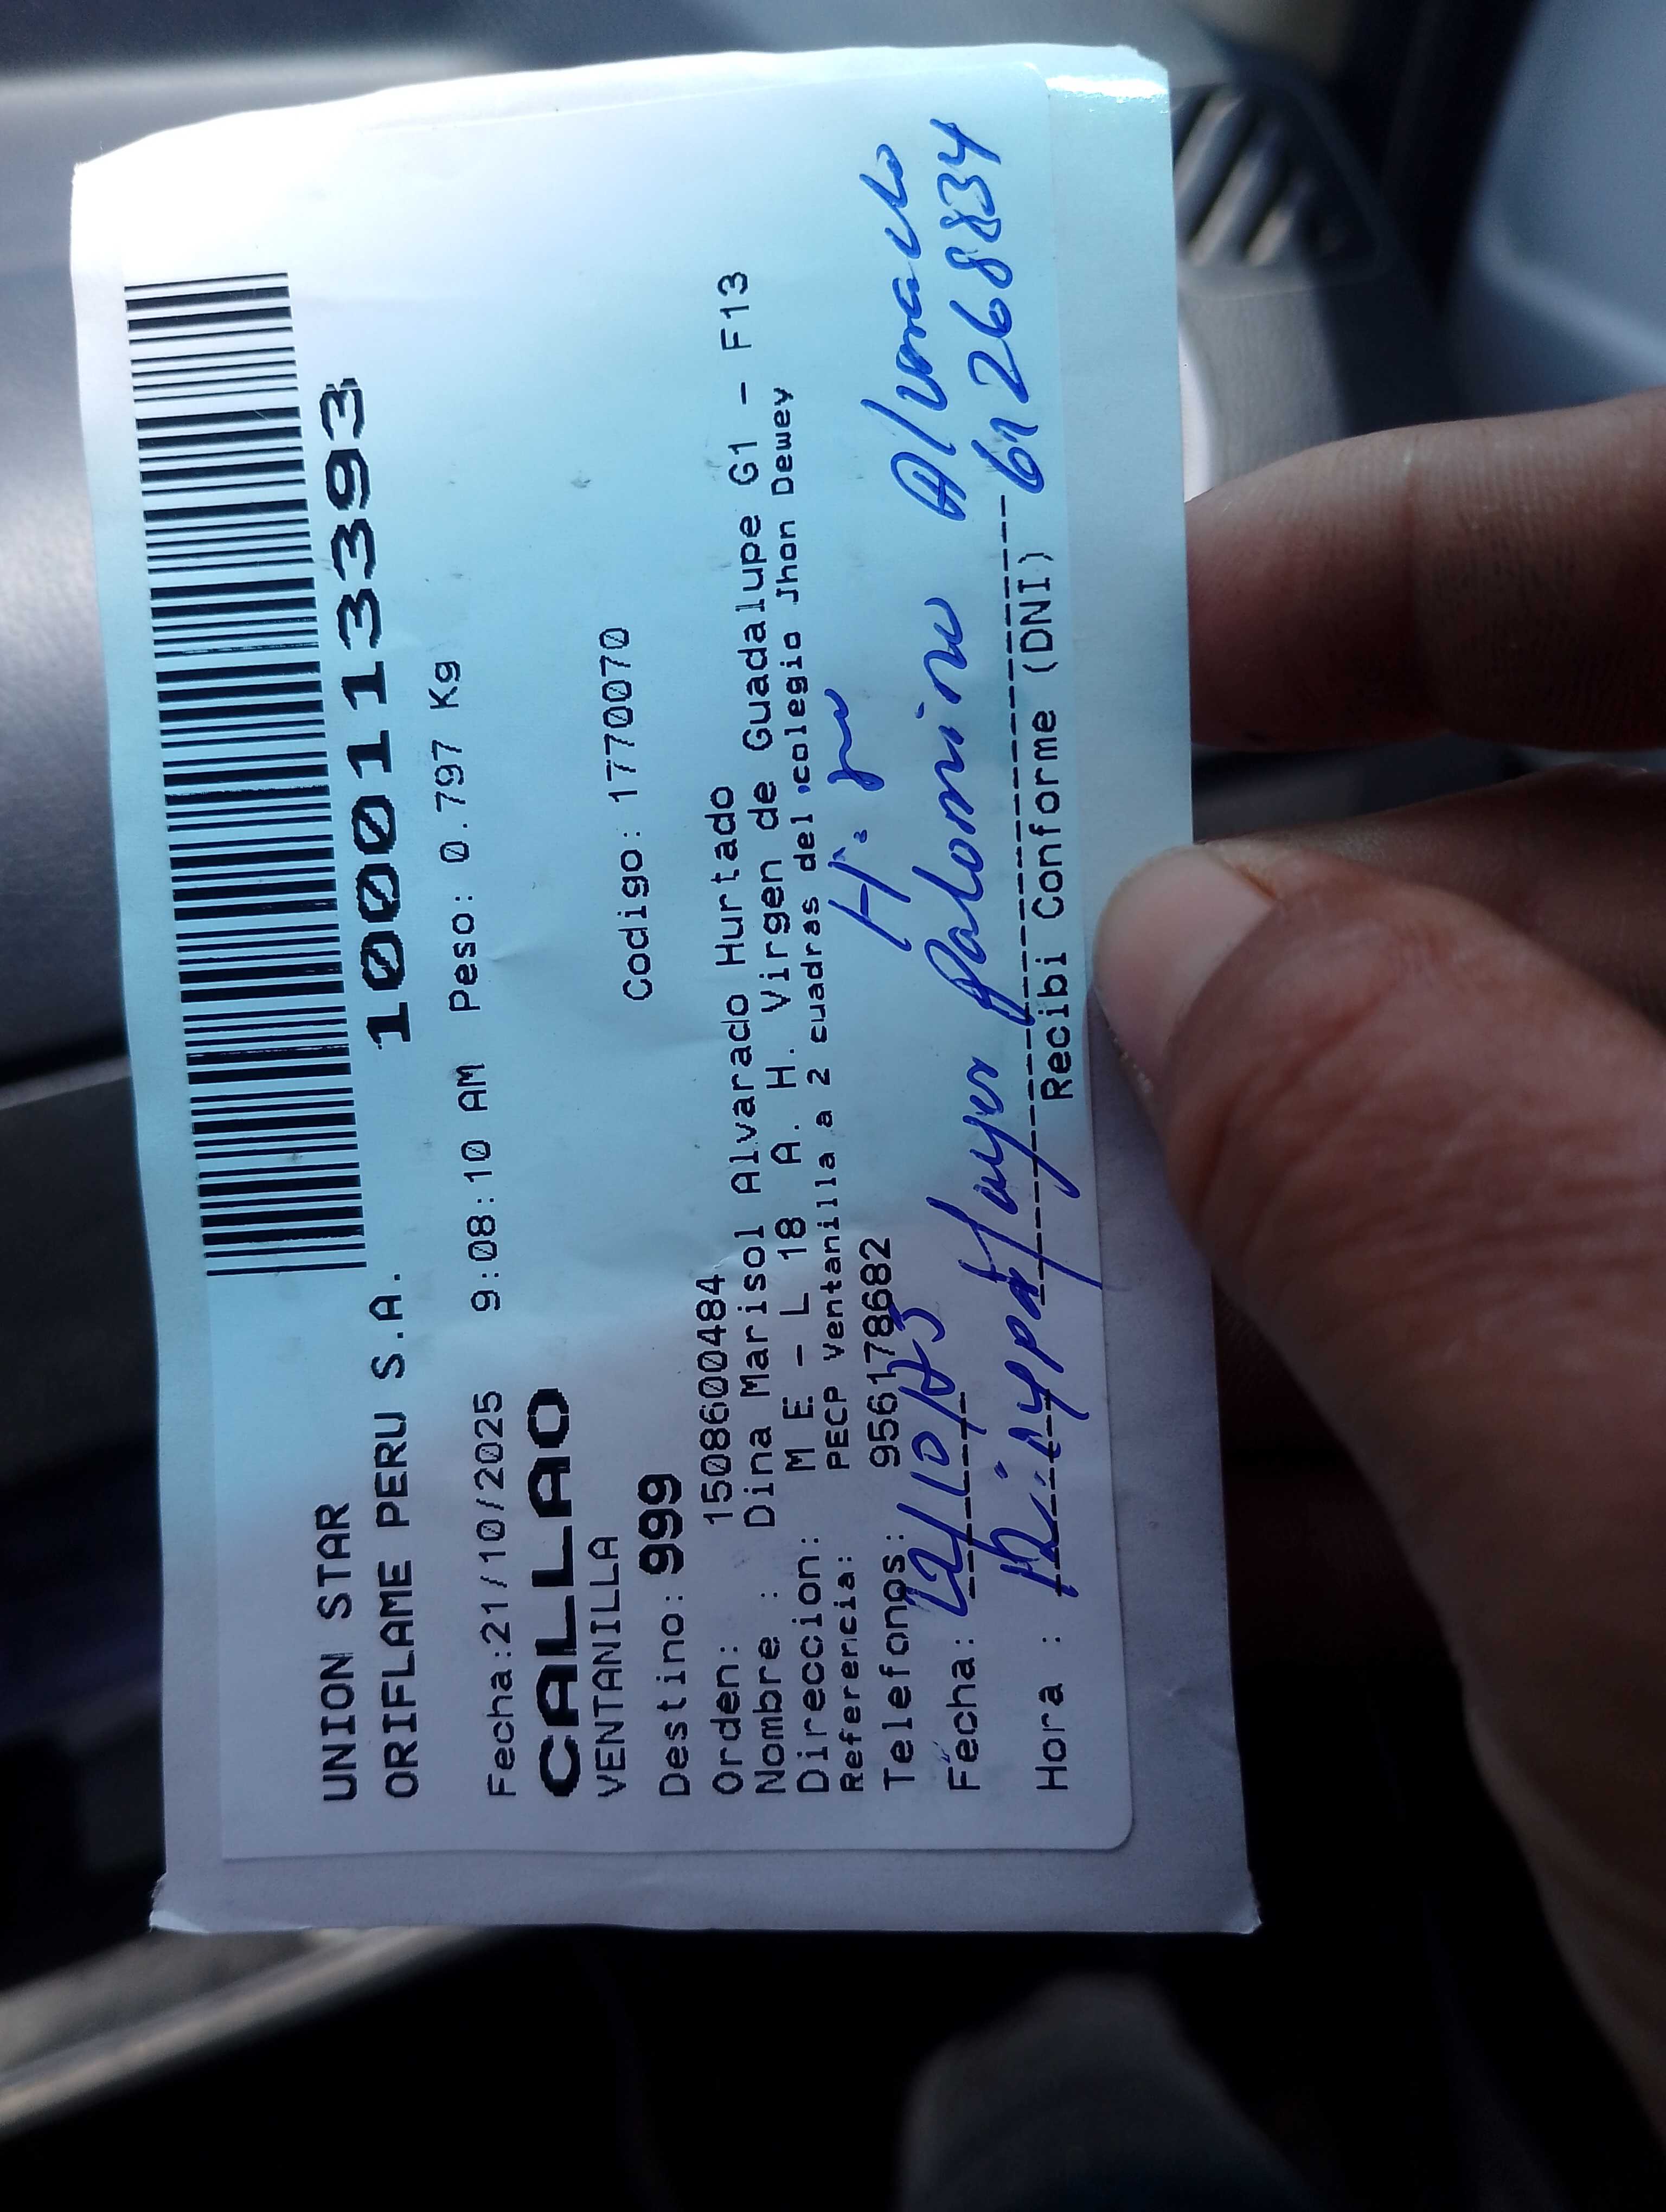 UNION STAR
ORIFLAME PERU S.A.
1000113393
Fecha:21/10/2025 9:08:10 AM Peso: 0.797 Kg
CALLAO
VENTANILLA
Codigo: 1770070
Destino: 999
Orden: 1508600484
Nombre : Dina Marisol Alvarado Hurtado
Direccion: M E - L 18 A. H. Virgen de Guadalupe G1 - F13
Referencia: PECP Ventanilla a 2 cuadras del colegio Jhon Dewey
Telefonos: 956178682
Fecha:
Palomino Alvarado
Hora :
Recibi Conforme (DNI)